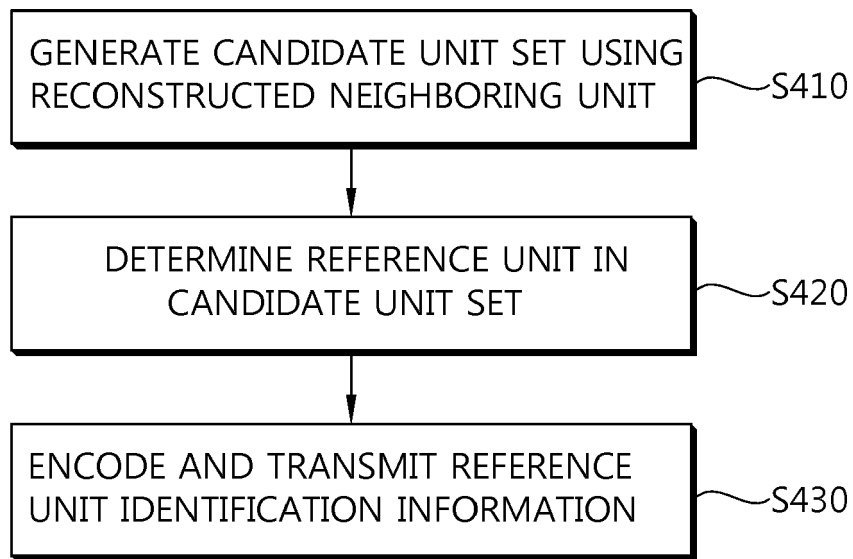 GENERATE CANDIDATE UNIT SET USING
RECONSTRUCTED NEIGHBORING UNIT
S410
DETERMINE REFERENCE UNIT IN
CANDIDATE UNIT SET
S420
ENCODE AND TRANSMIT REFERENCE
UNIT IDENTIFICATION INFORMATION
S430